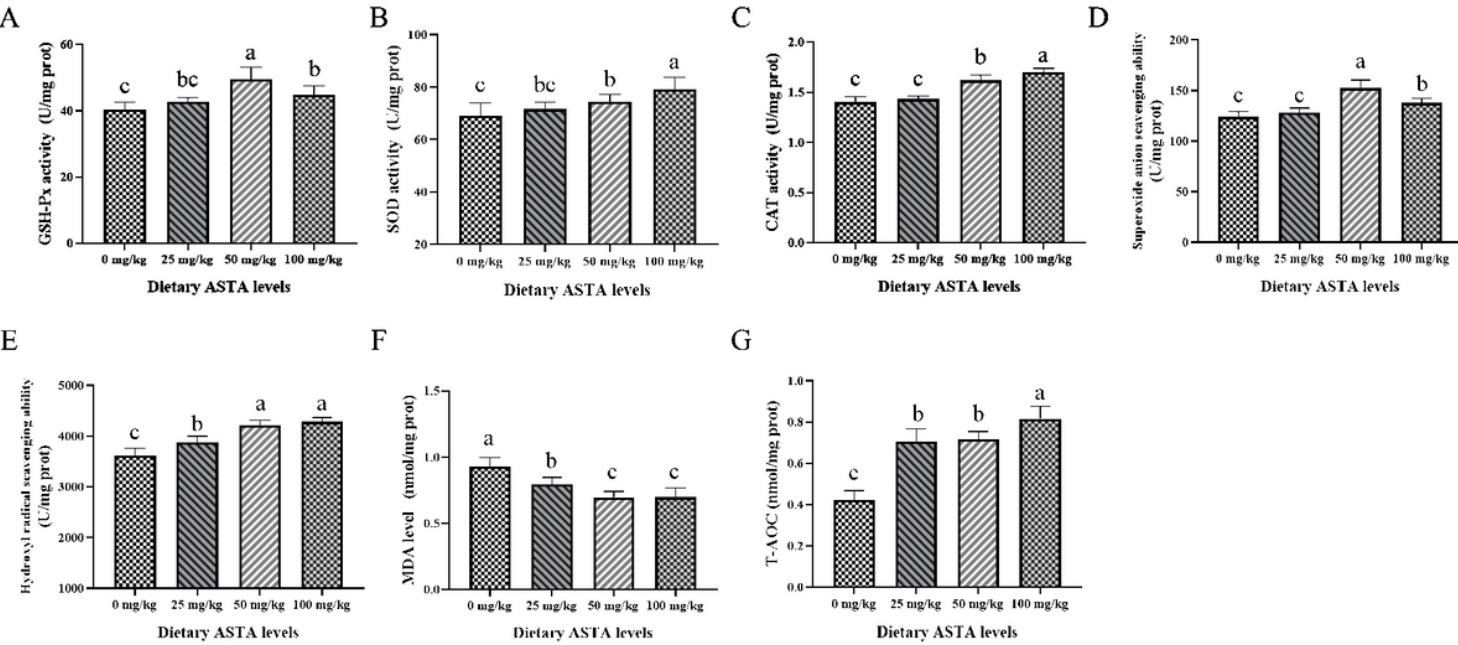 A
GSH-Px activity (U/mg prot)
60
40
20
0
c
bc
a
b
0 mg/kg 25 mg/kg 50 mg/kg 100 mg/kg
Dietary ASTA levels
B
SOD activity (U/mg prot)
100
80
60
40
20
c
bc
b
a
0 mg/kg 25 mg/kg 50 mg/kg 100 mg/kg
Dietary ASTA levels
C
CAT activity (U/mg prot)
2.0
1.5
1.0
0.5
0.0
c
c
b
a
0 mg/kg 25 mg/kg 50 mg/kg 100 mg/kg
Dietary ASTA levels
D
Superoxide anion scavenging ability
(U/mg prot)
200
150
100
50
0
c
c
a
b
0 mg/kg 25 mg/kg 50 mg/kg 100 mg/kg
Dietary ASTA levels
E
Hydroxyl radical scavenging ability
(U/mg prot)
5000
4000
3000
2000
1000
c
b
a
a
0 mg/kg 25 mg/kg 50 mg/kg 100 mg/kg
Dietary ASTA levels
F
MDA level (nmol/mg prot)
1.5
1.0
0.5
0.0
a
b
c
c
0 mg/kg 25 mg/kg 50 mg/kg 100 mg/kg
Dietary ASTA levels
G
T-AOC (nmol/mg prot)
1.0
0.8
0.6
0.4
0.2
0.0
c
b
b
a
0 mg/kg 25 mg/kg 50 mg/kg 100 mg/kg
Dietary ASTA levels